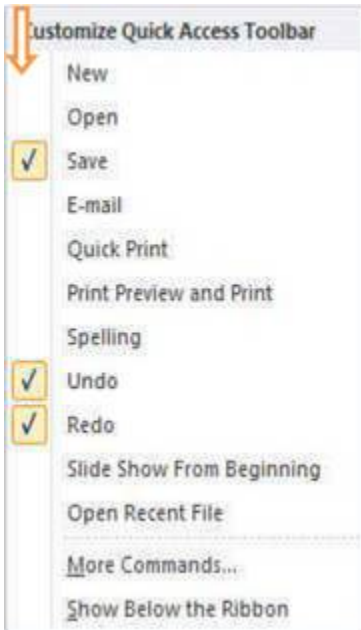 Customize Quick Access Toolbar
New
Open
Save
E-mail
Quick Print
Print Preview and Print
Spelling
Undo
Redo
Slide Show From Beginning
Open Recent File
More Commands...
Show Below the Ribbon